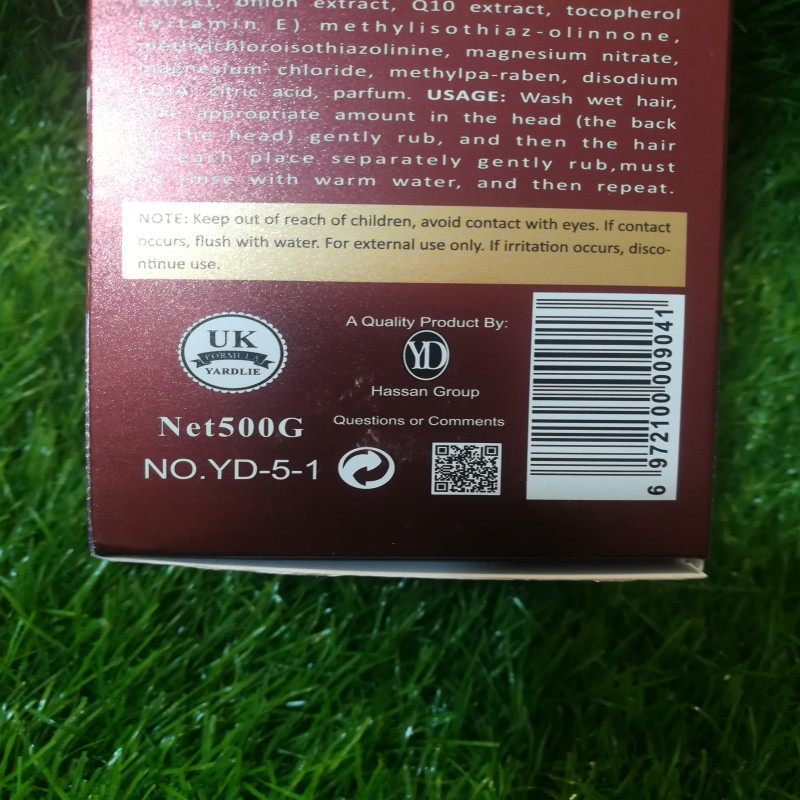 extract, onion extract, Q10 extract, tocopherol
(vitamin E) methylisothiaz-olinnone,
methylchloroisothiazolinine, magnesium nitrate,
magnesium chloride, methylpa-raben, disodium
EDTA, citric acid, parfum. USAGE: Wash wet hair,
take appropriate amount in the head (the back
of the head) gently rub, and then the hair
each place separately gently rub,must
rinse with warm water, and then repeat.
NOTE: Keep out of reach of children, avoid contact with eyes. If contact
occurs, flush with water. For external use only. If irritation occurs, disco-
ntinue use.
UK
FORMULA
YARDLIE
Net500G
NO.YD-5-1
A Quality Product By:
YD
Hassan Group
Questions or Comments
6 972100 009041